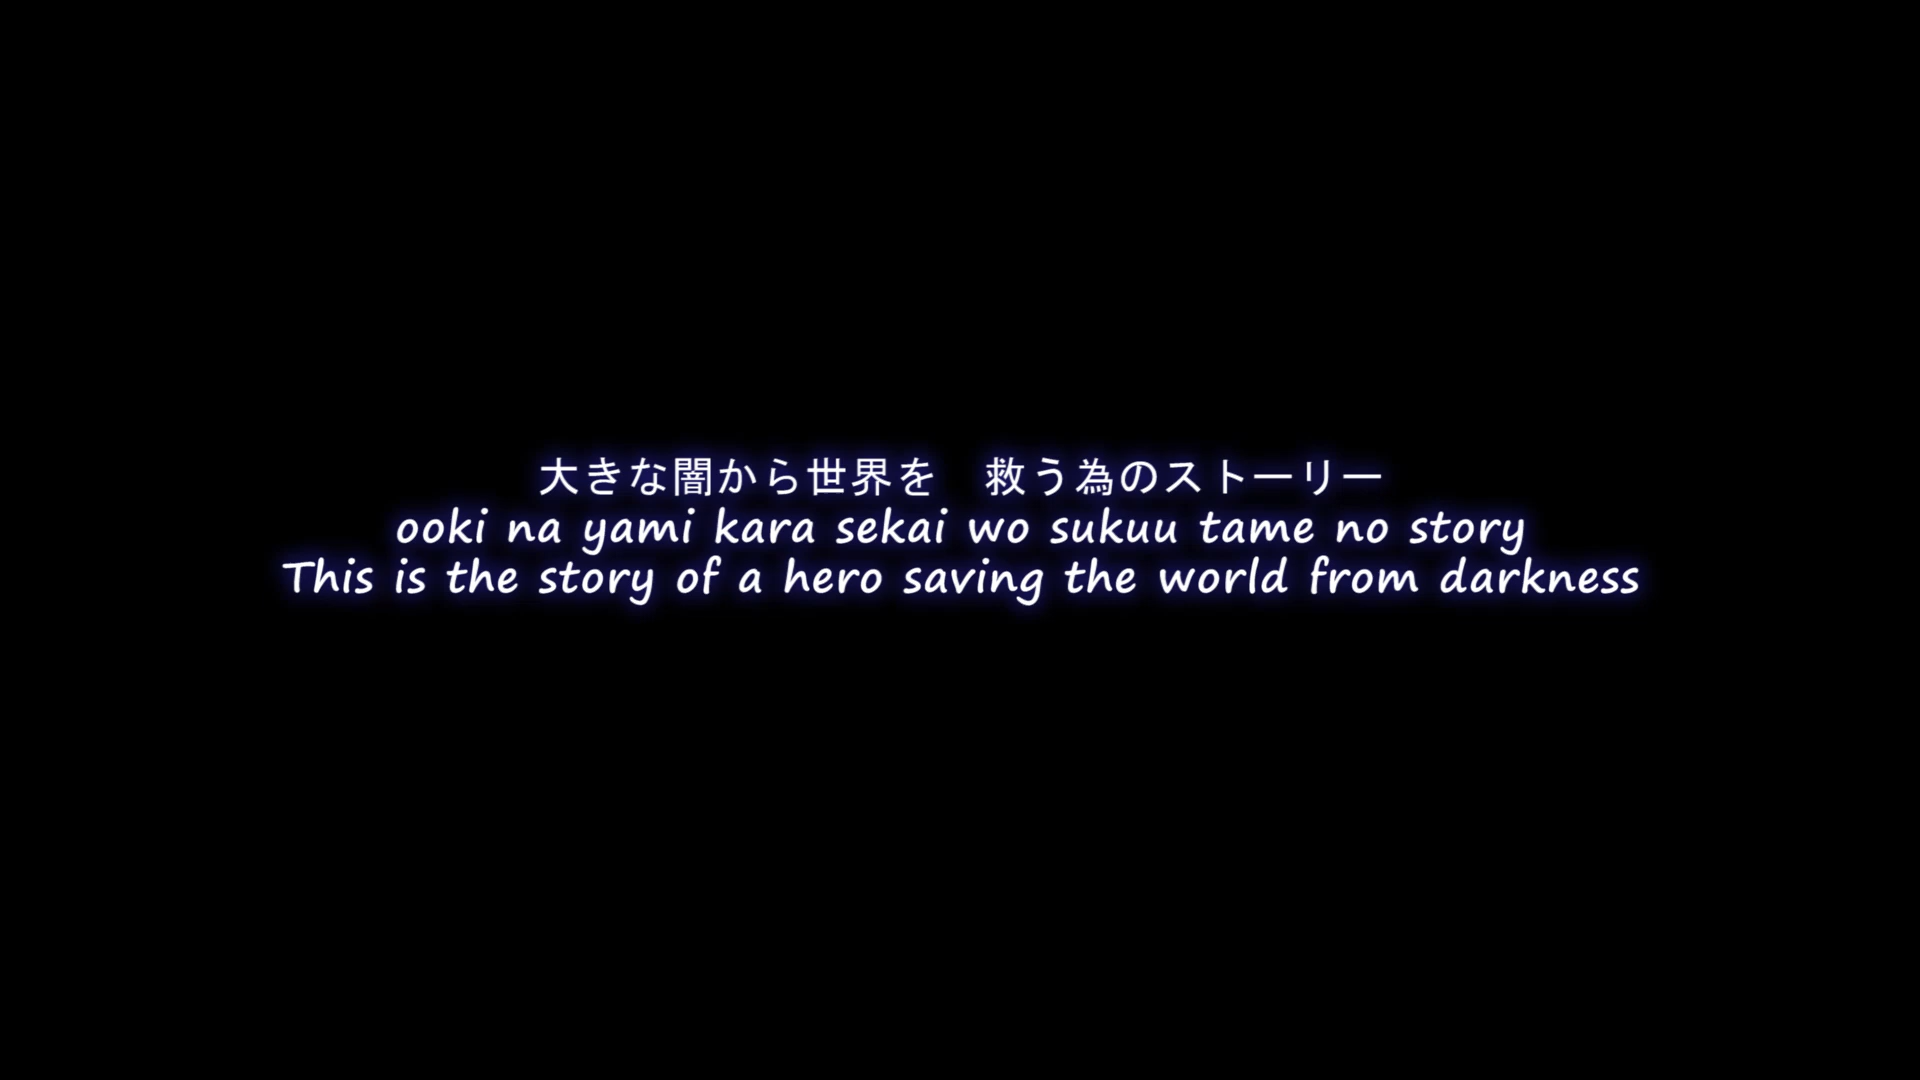 大きな闇から世界を　救う為のストーリー
ooki na yami kara sekai wo sukuu tame no story
This is the story of a hero saving the world from darkness